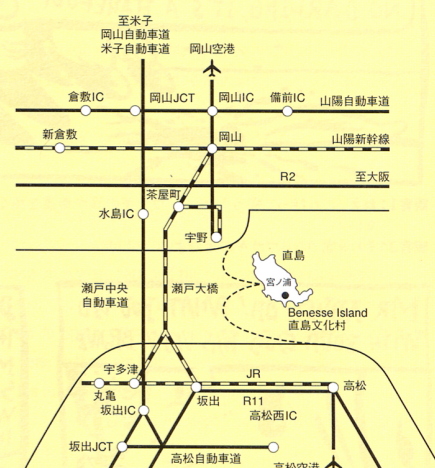 至米子
岡山自動車道
米子自動車道
岡山空港
倉敷IC
岡山JCT
岡山IC
備前IC
山陽自動車道
新倉敷
岡山
山陽新幹線
R2
至大阪
茶屋町
水島IC
宇野
直島
宮ノ浦
瀬戸中央
自動車道
瀬戸大橋
Benesse Island
直島文化村
宇多津
JR
丸亀
坂出
R11
高松
坂出IC
高松西IC
坂出JCT
高松自動車道
高松空港